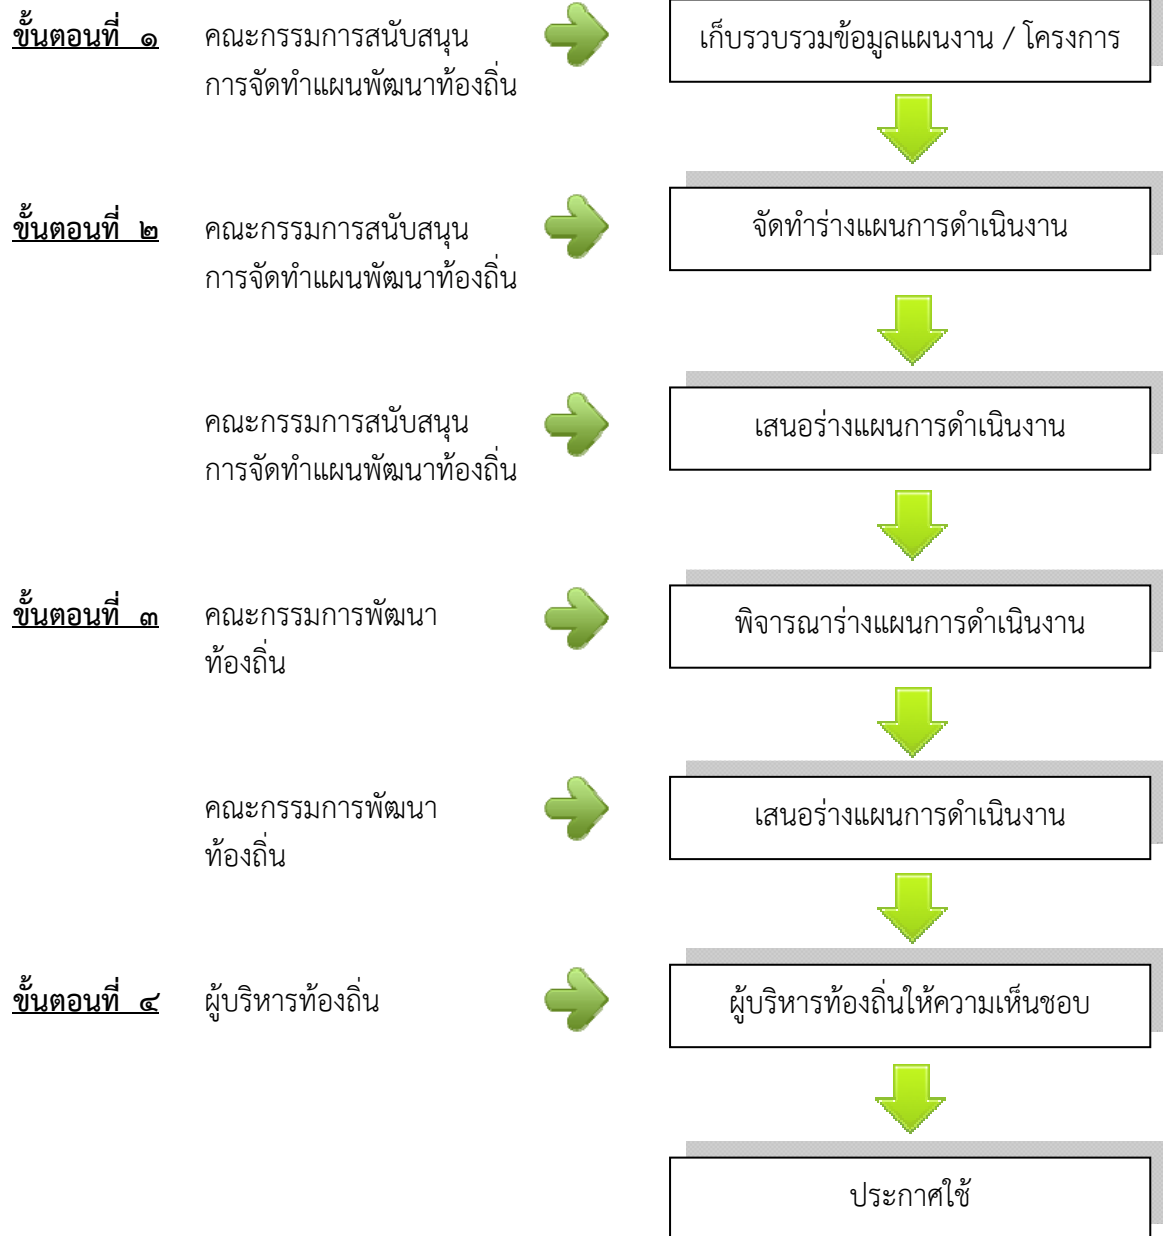 ขั้นตอนที่ ๑ คณะกรรมการสนับสนุน
การจัดทำแผนพัฒนาท้องถิ่น
เก็บรวบรวมข้อมูลแผนงาน / โครงการ
ขั้นตอนที่ ๒ คณะกรรมการสนับสนุน
การจัดทำแผนพัฒนาท้องถิ่น
จัดทำร่างแผนการดำเนินงาน
คณะกรรมการสนับสนุน
การจัดทำแผนพัฒนาท้องถิ่น
เสนอร่างแผนการดำเนินงาน
ขั้นตอนที่ ๓ คณะกรรมการพัฒนา
ท้องถิ่น
พิจารณาร่างแผนการดำเนินงาน
คณะกรรมการพัฒนา
ท้องถิ่น
เสนอร่างแผนการดำเนินงาน
ขั้นตอนที่ ๔ ผู้บริหารท้องถิ่น
ผู้บริหารท้องถิ่นให้ความเห็นชอบ
ประกาศใช้